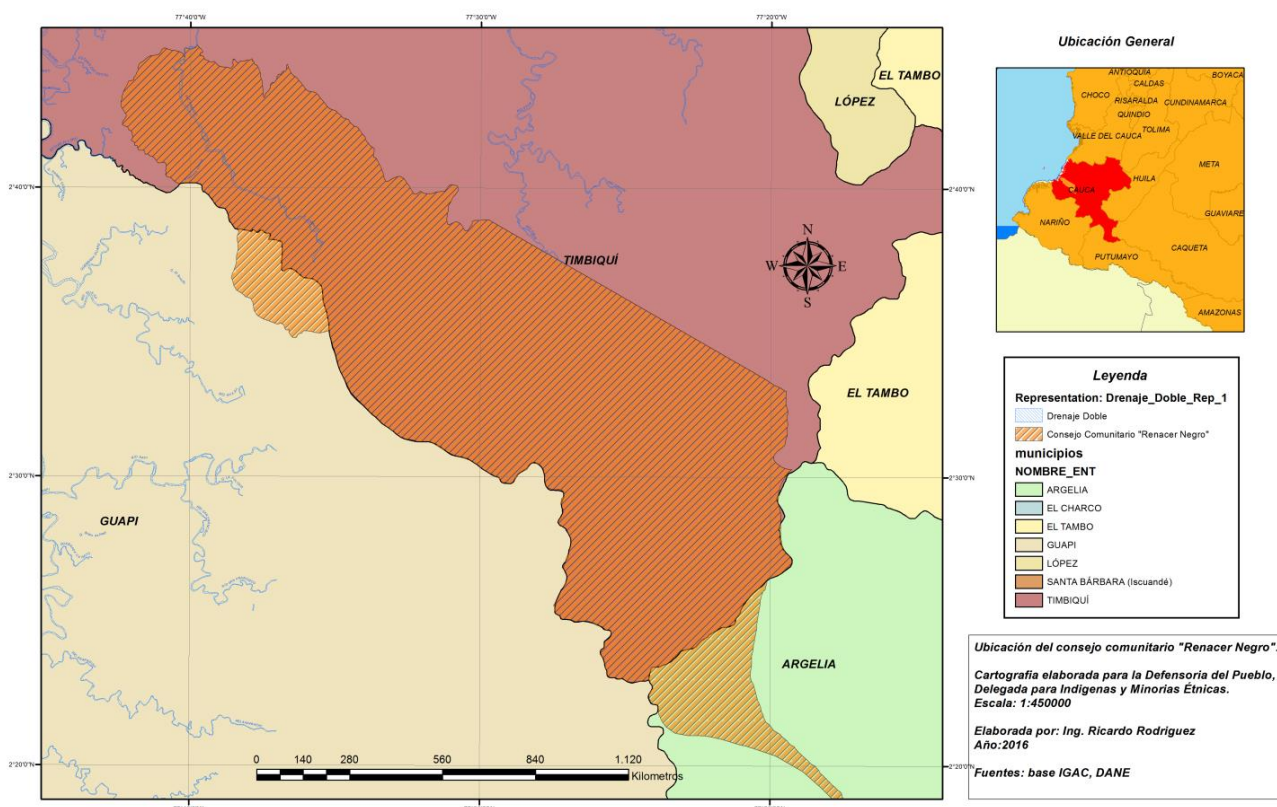 77°40'0"W
77°30'0"W
77°20'0"W
2°40'0"N
2°40'0"N
2°30'0"N
2°30'0"N
2°20'0"N
2°20'0"N
EL TAMBO
LÓPEZ
TIMBIQUÍ
N
W
E
S
EL TAMBO
GUAPI
ARGELIA
0
140
280
560
840
1.120
Kilometros
Ubicación General
ANTIOQUIA
BOYACA
CALDAS
CHOCO
RISARALDA
CUNDINAMARCA
QUINDIO
TOLIMA
VALLE DEL CAUCA
META
CAUCA
HUILA
GUAVIARE
NARIÑO
CAQUETA
PUTUMAYO
AMAZONAS
Leyenda
Representation: Drenaje_Doble_Rep_1
Drenaje Doble
Consejo Comunitario "Renacer Negro"
municipios
NOMBRE_ENT
ARGELIA
EL CHARCO
EL TAMBO
GUAPI
LÓPEZ
SANTA BÁRBARA (Iscuandé)
TIMBIQUÍ
Ubicación del consejo comunitario "Renacer Negro".
Cartografia elaborada para la Defensoria del Pueblo,
Delegada para Indigenas y Minorias Étnicas.
Escala: 1:450000
Elaborada por: Ing. Ricardo Rodriguez
Año:2016
Fuentes: base IGAC, DANE